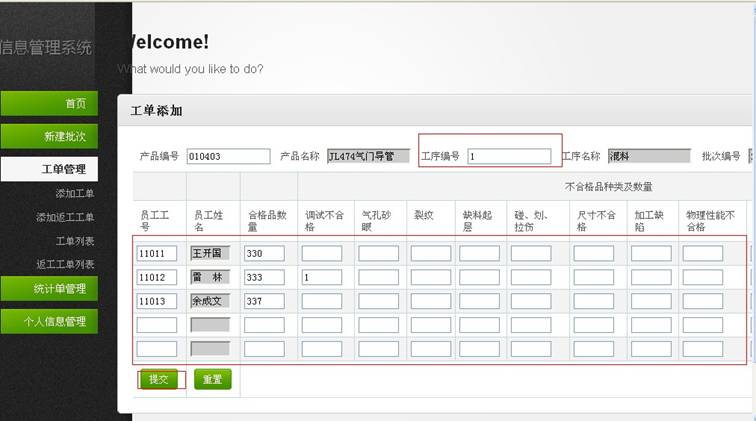 信息管理系统
Welcome!
What would you like to do?
首页
新建批次
工单管理
添加工单
添加返工工单
工单列表
返工工单列表
统计单管理
个人信息管理
工单添加
产品编号 010403 产品名称 JL474气门导管 工序编号 1 工序名称 混料 批次编号
不合格品种类及数量
员工工号 员工姓名 合格品数量 调试不合格 气孔砂眼 裂纹 缺料起层 碰、划、拉伤 尺寸不合格 加工缺陷 物理性能不合格
11011 王开国 330
11012 雷 林 333 1
11013 余成文 337
提交 重置